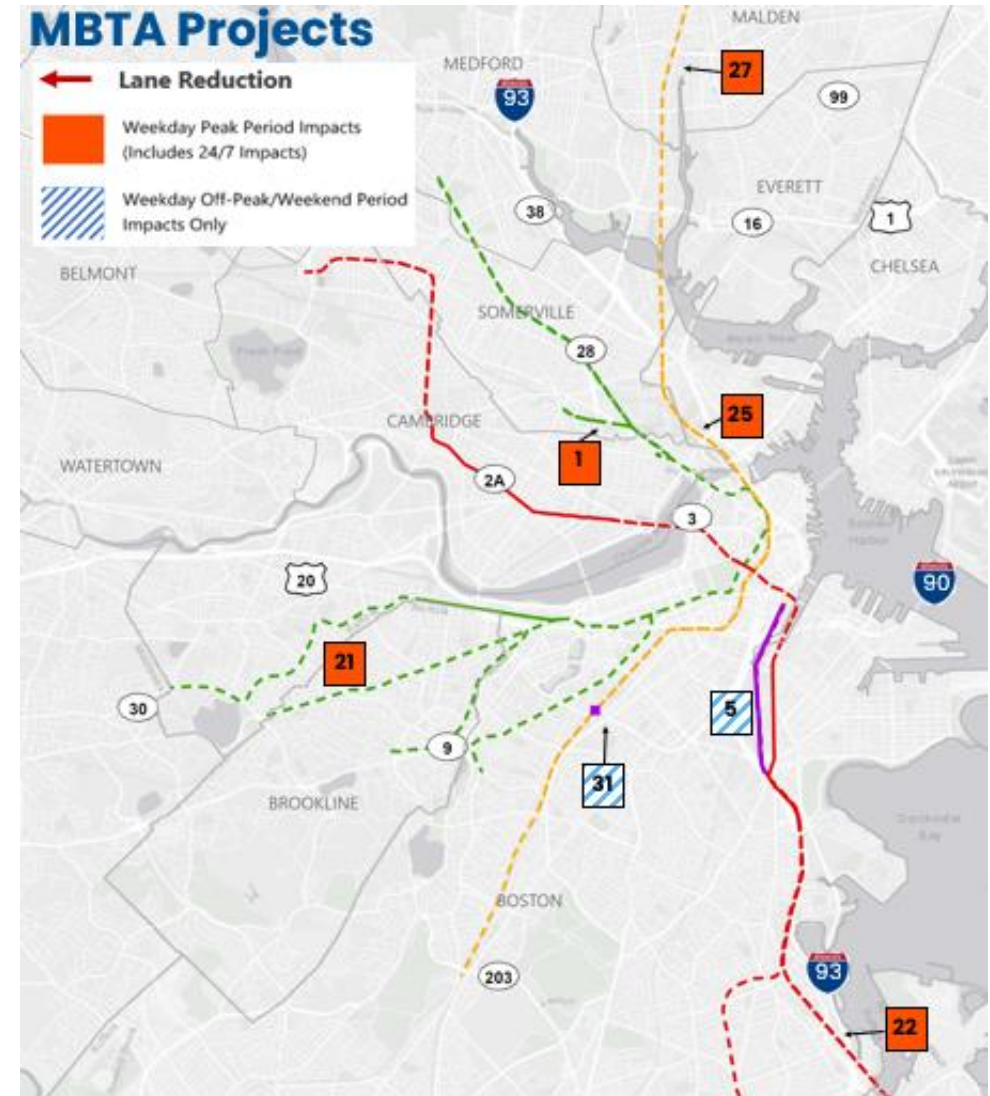 MBTA Projects
Lane Reduction
Weekday Peak Period Impacts
(Includes 24/7 Impacts)
Weekday Off-Peak/Weekend Period
Impacts Only
MALDEN
MEDFORD
27
93
99
38
EVERETT
16
1
BELMONT
CHELSEA
SOMERVILLE
28
CAMBRIDGE
25
1
WATERTOWN
2A
3
20
90
21
30
5
9
31
BROOKLINE
BOSTON
203
93
22